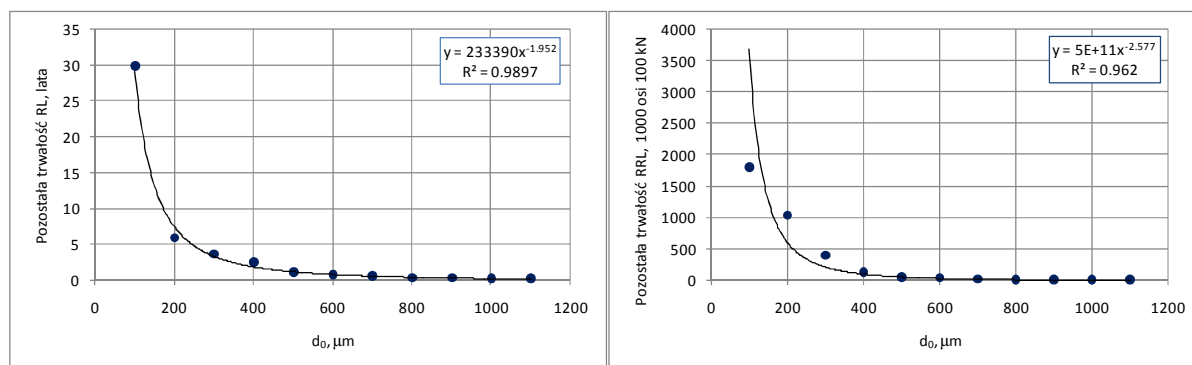 35
30
25
20
15
10
5
0
Pozostała trwałość RL, lata
y = 233390x^-1.952
R² = 0.9897
0 200 400 600 800 1000 1200
d₀, μm
4000
3500
3000
2500
2000
1500
1000
500
0
Pozostała trwałość RRL, 1000 osi 100 kN
y = 5E+11x^-2.577
R² = 0.962
0 200 400 600 800 1000 1200
d₀, μm